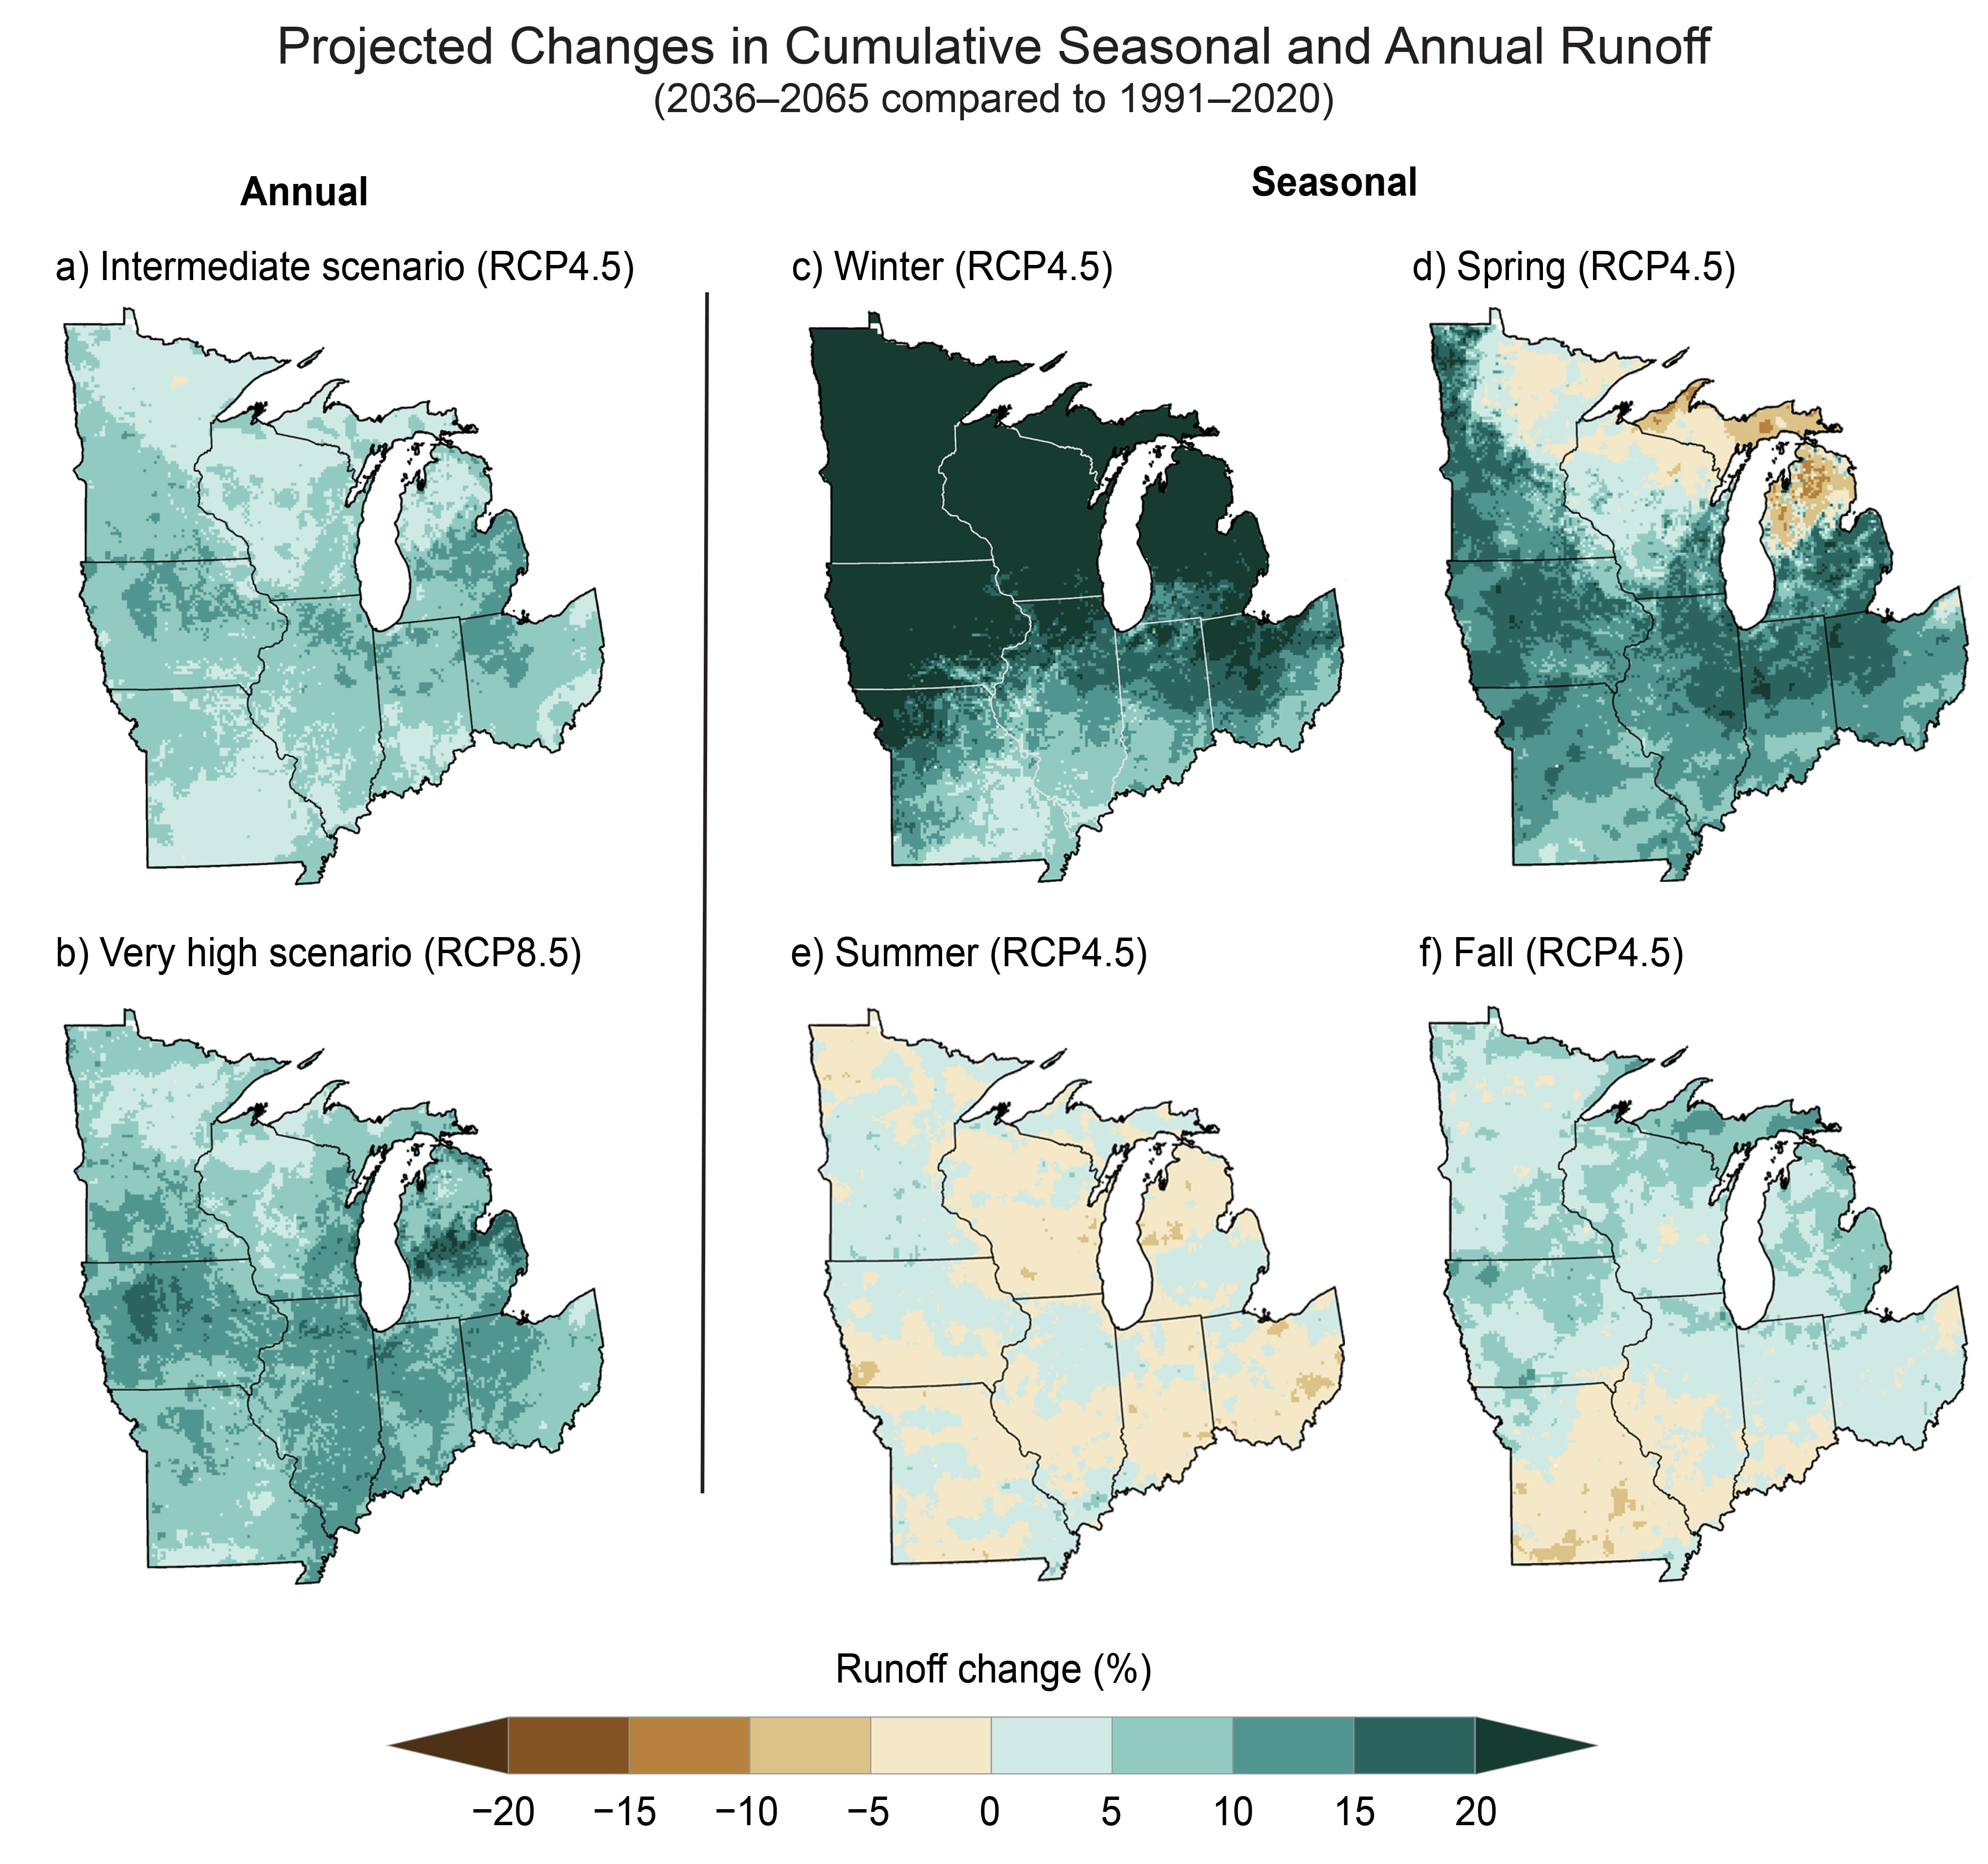 Projected Changes in Cumulative Seasonal and Annual Runoff
(2036–2065 compared to 1991–2020)
Annual
Seasonal
a) Intermediate scenario (RCP4.5)
c) Winter (RCP4.5)
d) Spring (RCP4.5)
b) Very high scenario (RCP8.5)
e) Summer (RCP4.5)
f) Fall (RCP4.5)
Runoff change (%)
−20 −15 −10 −5 0 5 10 15 20